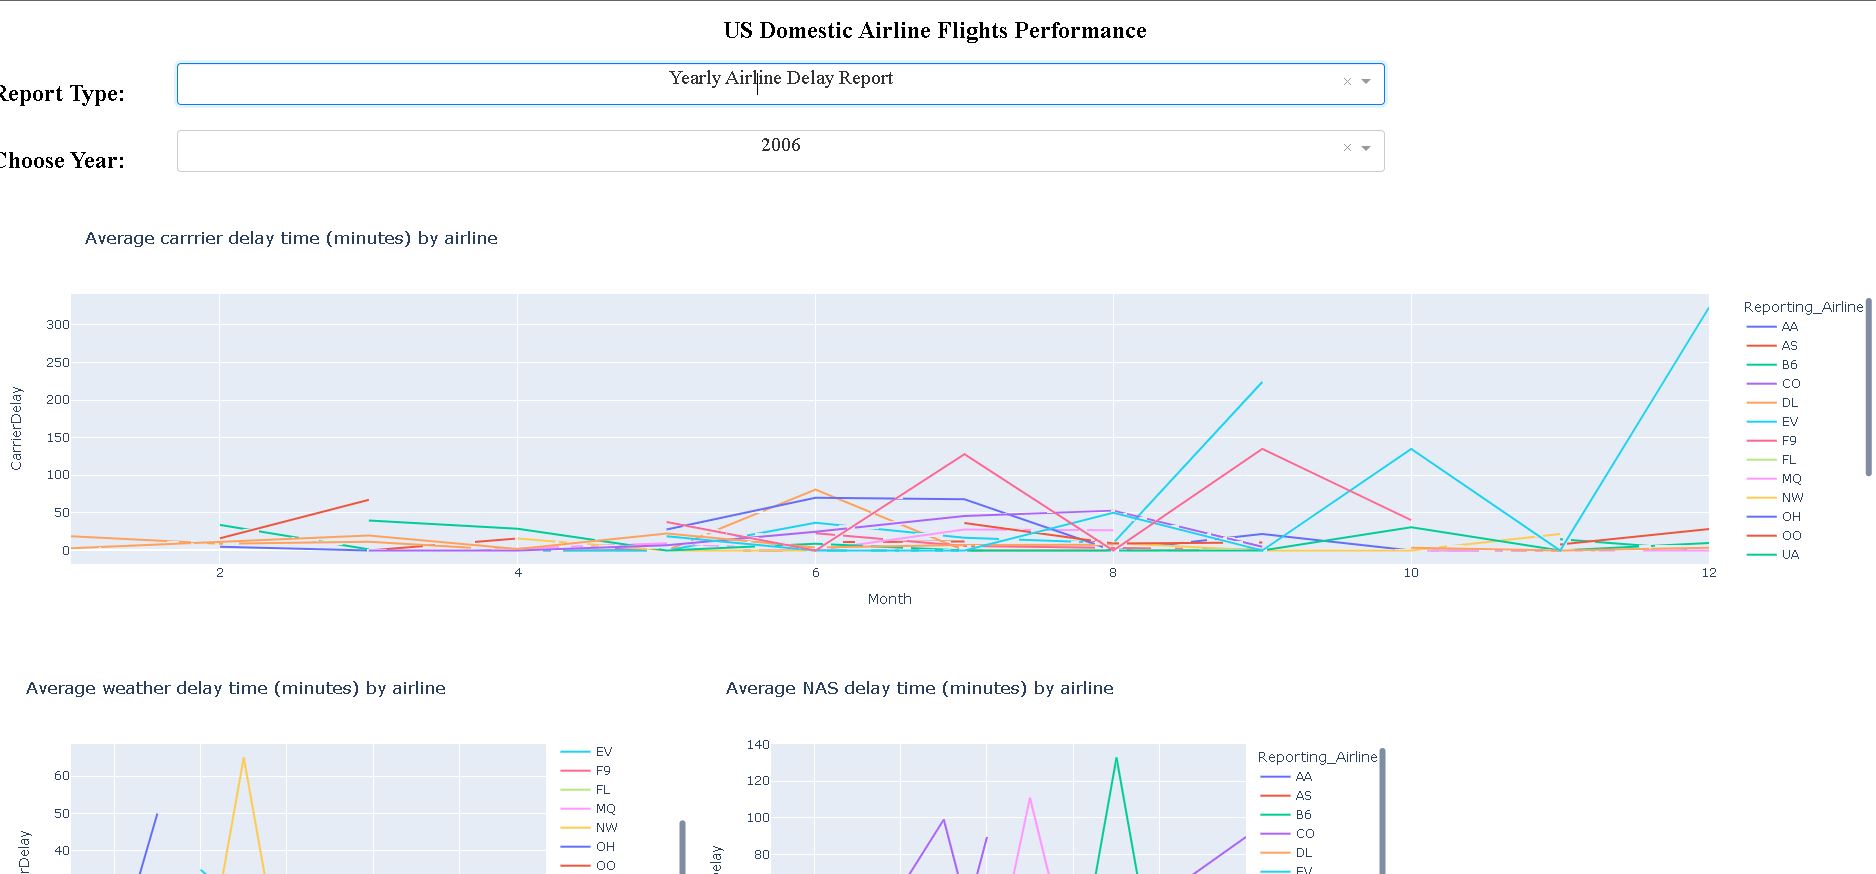 US Domestic Airline Flights Performance
Report Type:
Yearly Airline Delay Report
× 
Choose Year:
2006
×
Average carrrier delay time (minutes) by airline
CarrierDelay
300
250
200
150
100
50
0
2 4 6 8 10 12
Month
Reporting_Airline
AA
AS
B6
CO
DL
EV
F9
FL
MQ
NW
OH
OO
UA
Average weather delay time (minutes) by airline
rDelay
60
50
40
EV
F9
FL
MQ
NW
OH
OO
Average NAS delay time (minutes) by airline
elay
140
120
100
80
Reporting_Airline
AA
AS
B6
CO
DL
EV